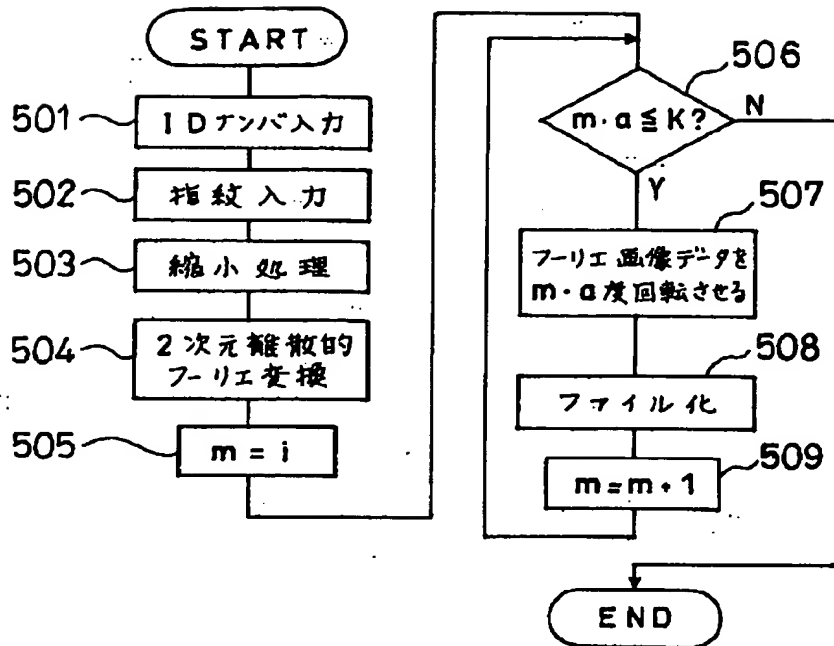 START
501
IDナンバ入力
502
指紋入力
503
縮小処理
504
2次元離散的
フーリエ変換
505
m = i
506
m・a≦K?
N
Y
507
フーリエ画像データを
m・a度回転させる
508
ファイル化
509
m=m+1
END